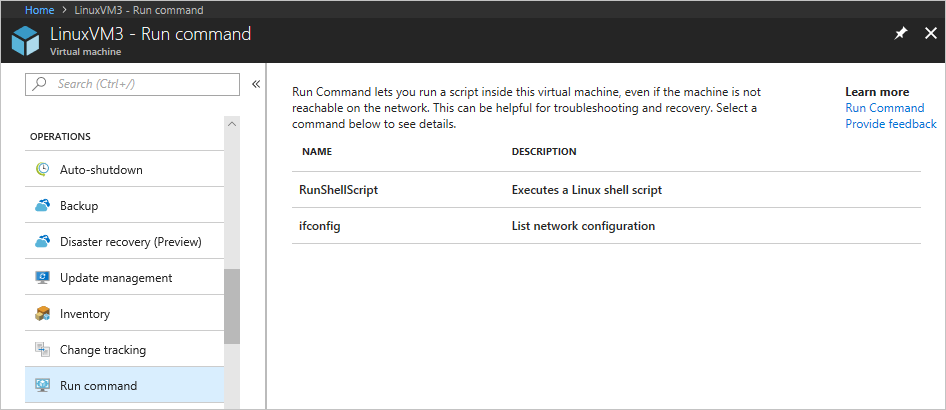 Home > LinuxVM3 - Run command
LinuxVM3 - Run command
Virtual machine
Search (Ctrl+/)
OPERATIONS
Auto-shutdown
Backup
Disaster recovery (Preview)
Update management
Inventory
Change tracking
Run command
Run Command lets you run a script inside this virtual machine, even if the machine is not
reachable on the network. This can be helpful for troubleshooting and recovery. Select a
command below to see details.
NAME DESCRIPTION
RunShellScript Executes a Linux shell script
ifconfig List network configuration
Learn more
Run Command
Provide feedback